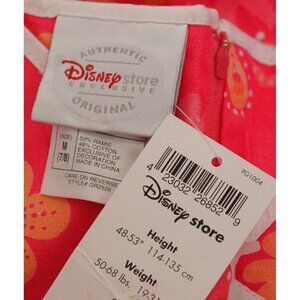 AUTHENTIC
Disney store
EXCLUSIVE
ORIGINAL
SIZE
M
(7/8)
52% RAMIE
48% COTTON
EXCLUSIVE OF
DECORATION
MADE IN
CHINA
CARE ON REVERSE
STYLE# GR2526
PG1004
4 23032 26852 9
Disney store
Height
48-53" 114-135 cm
Weight
50-68 lbs.